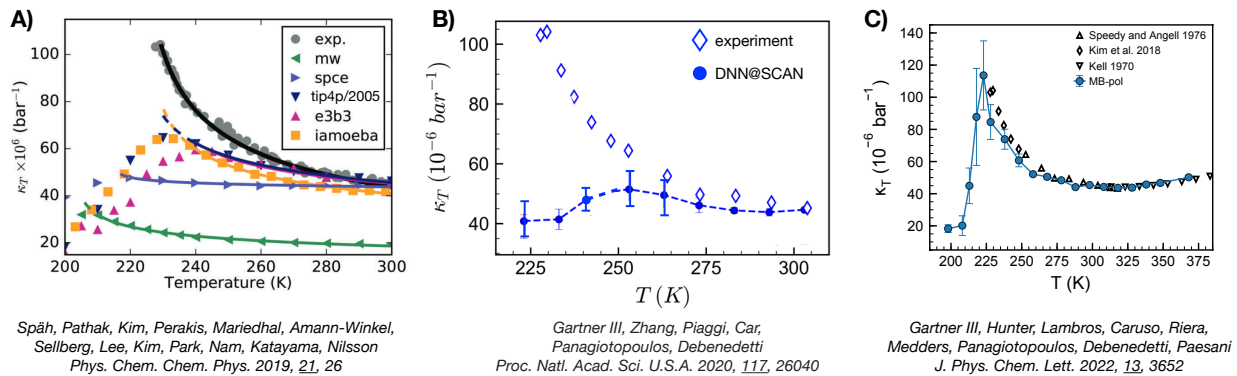 A)
κT ×10⁶ (bar⁻¹)
100
80
60
40
20
200 220 240 260 280 300
Temperature (K)
exp.
mw
spce
tip4p/2005
e3b3
iamoeba
Späh, Pathak, Kim, Perakis, Mariedhal, Amann-Winkel,
Sellberg, Lee, Kim, Park, Nam, Katayama, Nilsson
Phys. Chem. Chem. Phys. 2019, 21, 26
B)
κT (10⁻⁶ bar⁻¹)
100
80
60
40
225 250 275 300
T (K)
experiment
DNN@SCAN
Gartner III, Zhang, Piaggi, Car,
Panagiotopoulos, Debenedetti
Proc. Natl. Acad. Sci. U.S.A. 2020, 117, 26040
C)
κT (10⁻⁶ bar⁻¹)
140
120
100
80
60
40
20
0
200 225 250 275 300 325 350 375
T (K)
Speedy and Angell 1976
Kim et al. 2018
Kell 1970
MB-pol
Gartner III, Hunter, Lambros, Caruso, Riera,
Medders, Panagiotopoulos, Debenedetti, Paesani
J. Phys. Chem. Lett. 2022, 13, 3652